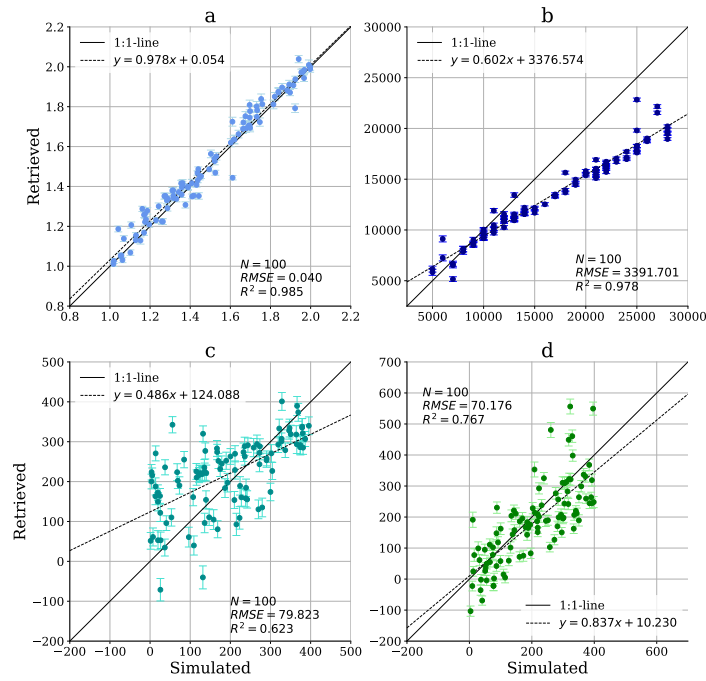 a
1:1-line
y = 0.978x + 0.054
N = 100
RMSE = 0.040
R² = 0.985
Retrieved
2.2
2.0
1.8
1.6
1.4
1.2
1.0
0.8
0.8 1.0 1.2 1.4 1.6 1.8 2.0 2.2
b
1:1-line
y = 0.602x + 3376.574
N = 100
RMSE = 3391.701
R² = 0.978
30000
25000
20000
15000
10000
5000
5000 10000 15000 20000 25000 30000
c
1:1-line
y = 0.486x + 124.088
N = 100
RMSE = 79.823
R² = 0.623
Retrieved
500
400
300
200
100
0
−100
−200
−200 −100 0 100 200 300 400 500
Simulated
d
N = 100
RMSE = 70.176
R² = 0.767
1:1-line
y = 0.837x + 10.230
700
600
500
400
300
200
100
0
−100
−200
−200 0 200 400 600
Simulated